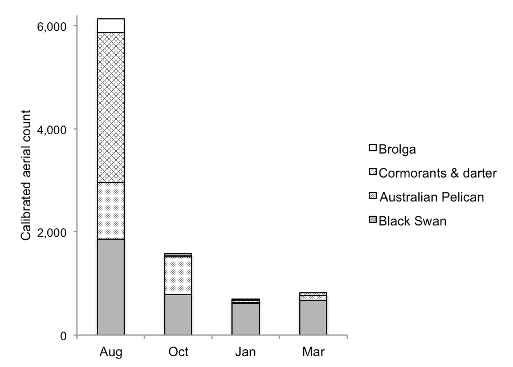 6,000
4,000
2,000
0
Calibrated aerial count
Aug Oct Jan Mar
Brolga
Cormorants & darter
Australian Pelican
Black Swan